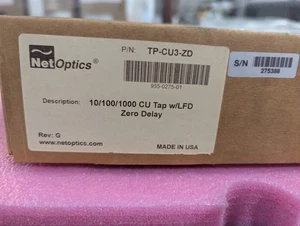 P/N: TP-CU3-ZD
NetOptics®
955-0275-01
S/N
275388
Description: 10/100/1000 CU Tap w/LFD
Zero Delay
Rev: G
www.netoptics.com
MADE IN USA